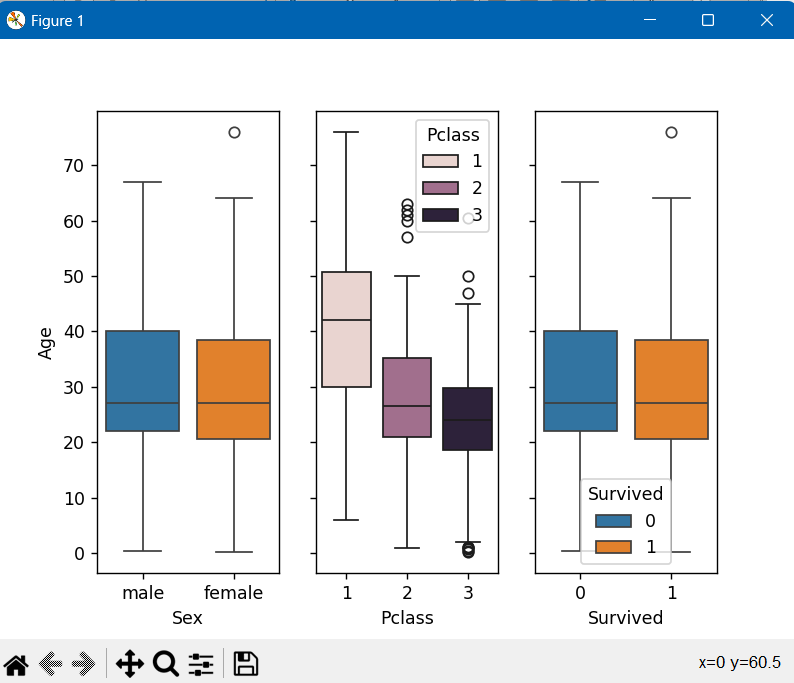 Figure 1
Age
70
60
50
40
30
20
10
0
male female
Sex
Pclass
1
2
3
1 2 3
Pclass
Survived
0
1
0 1
Survived
x=0 y=60.5